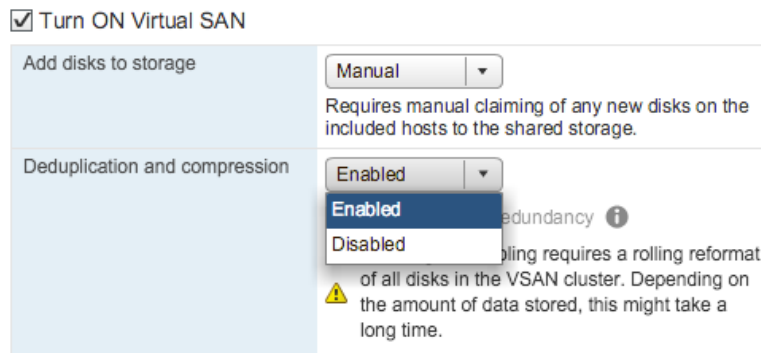 Turn ON Virtual SAN
Add disks to storage
Manual
Requires manual claiming of any new disks on the
included hosts to the shared storage.
Deduplication and compression
Enabled
Enabled
Disabled
edundancy
bling requires a rolling reformat
of all disks in the VSAN cluster. Depending on
the amount of data stored, this might take a
long time.